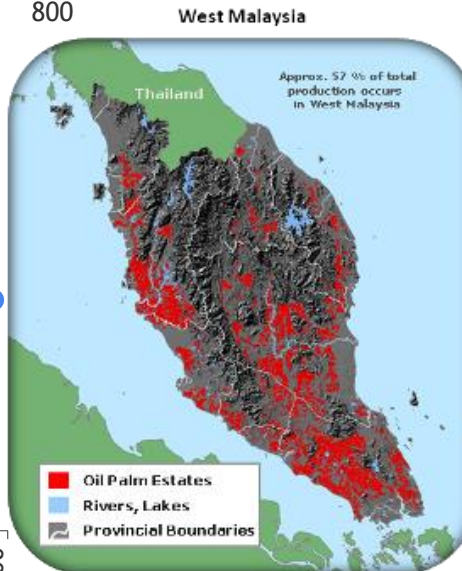 800
West Malaysia
Approx. 57 % of total
production occurs
in West Malaysia
Thailand
Oil Palm Estates
Rivers, Lakes
Provincial Boundaries